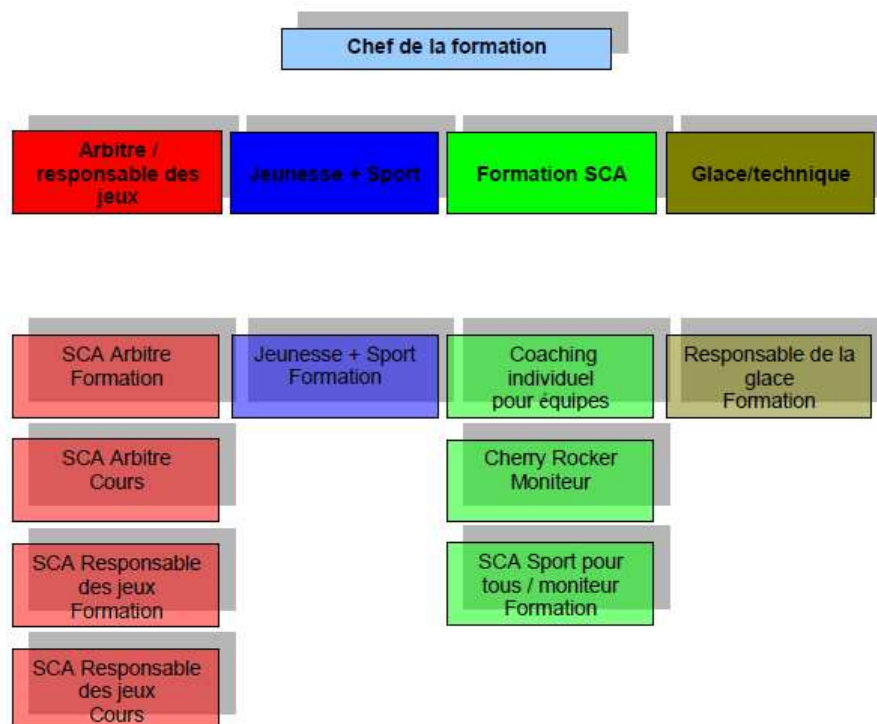 Chef de la formation
Arbitre /
responsable des
jeux
Jeunesse + Sport
Formation SCA
Glace/technique
SCA Arbitre
Formation
Jeunesse + Sport
Formation
Coaching
individuel
pour équipes
Responsable de la
glace
Formation
SCA Arbitre
Cours
Cherry Rocker
Moniteur
SCA Responsable
des jeux
Formation
SCA Sport pour
tous / moniteur
Formation
SCA Responsable
des jeux
Cours